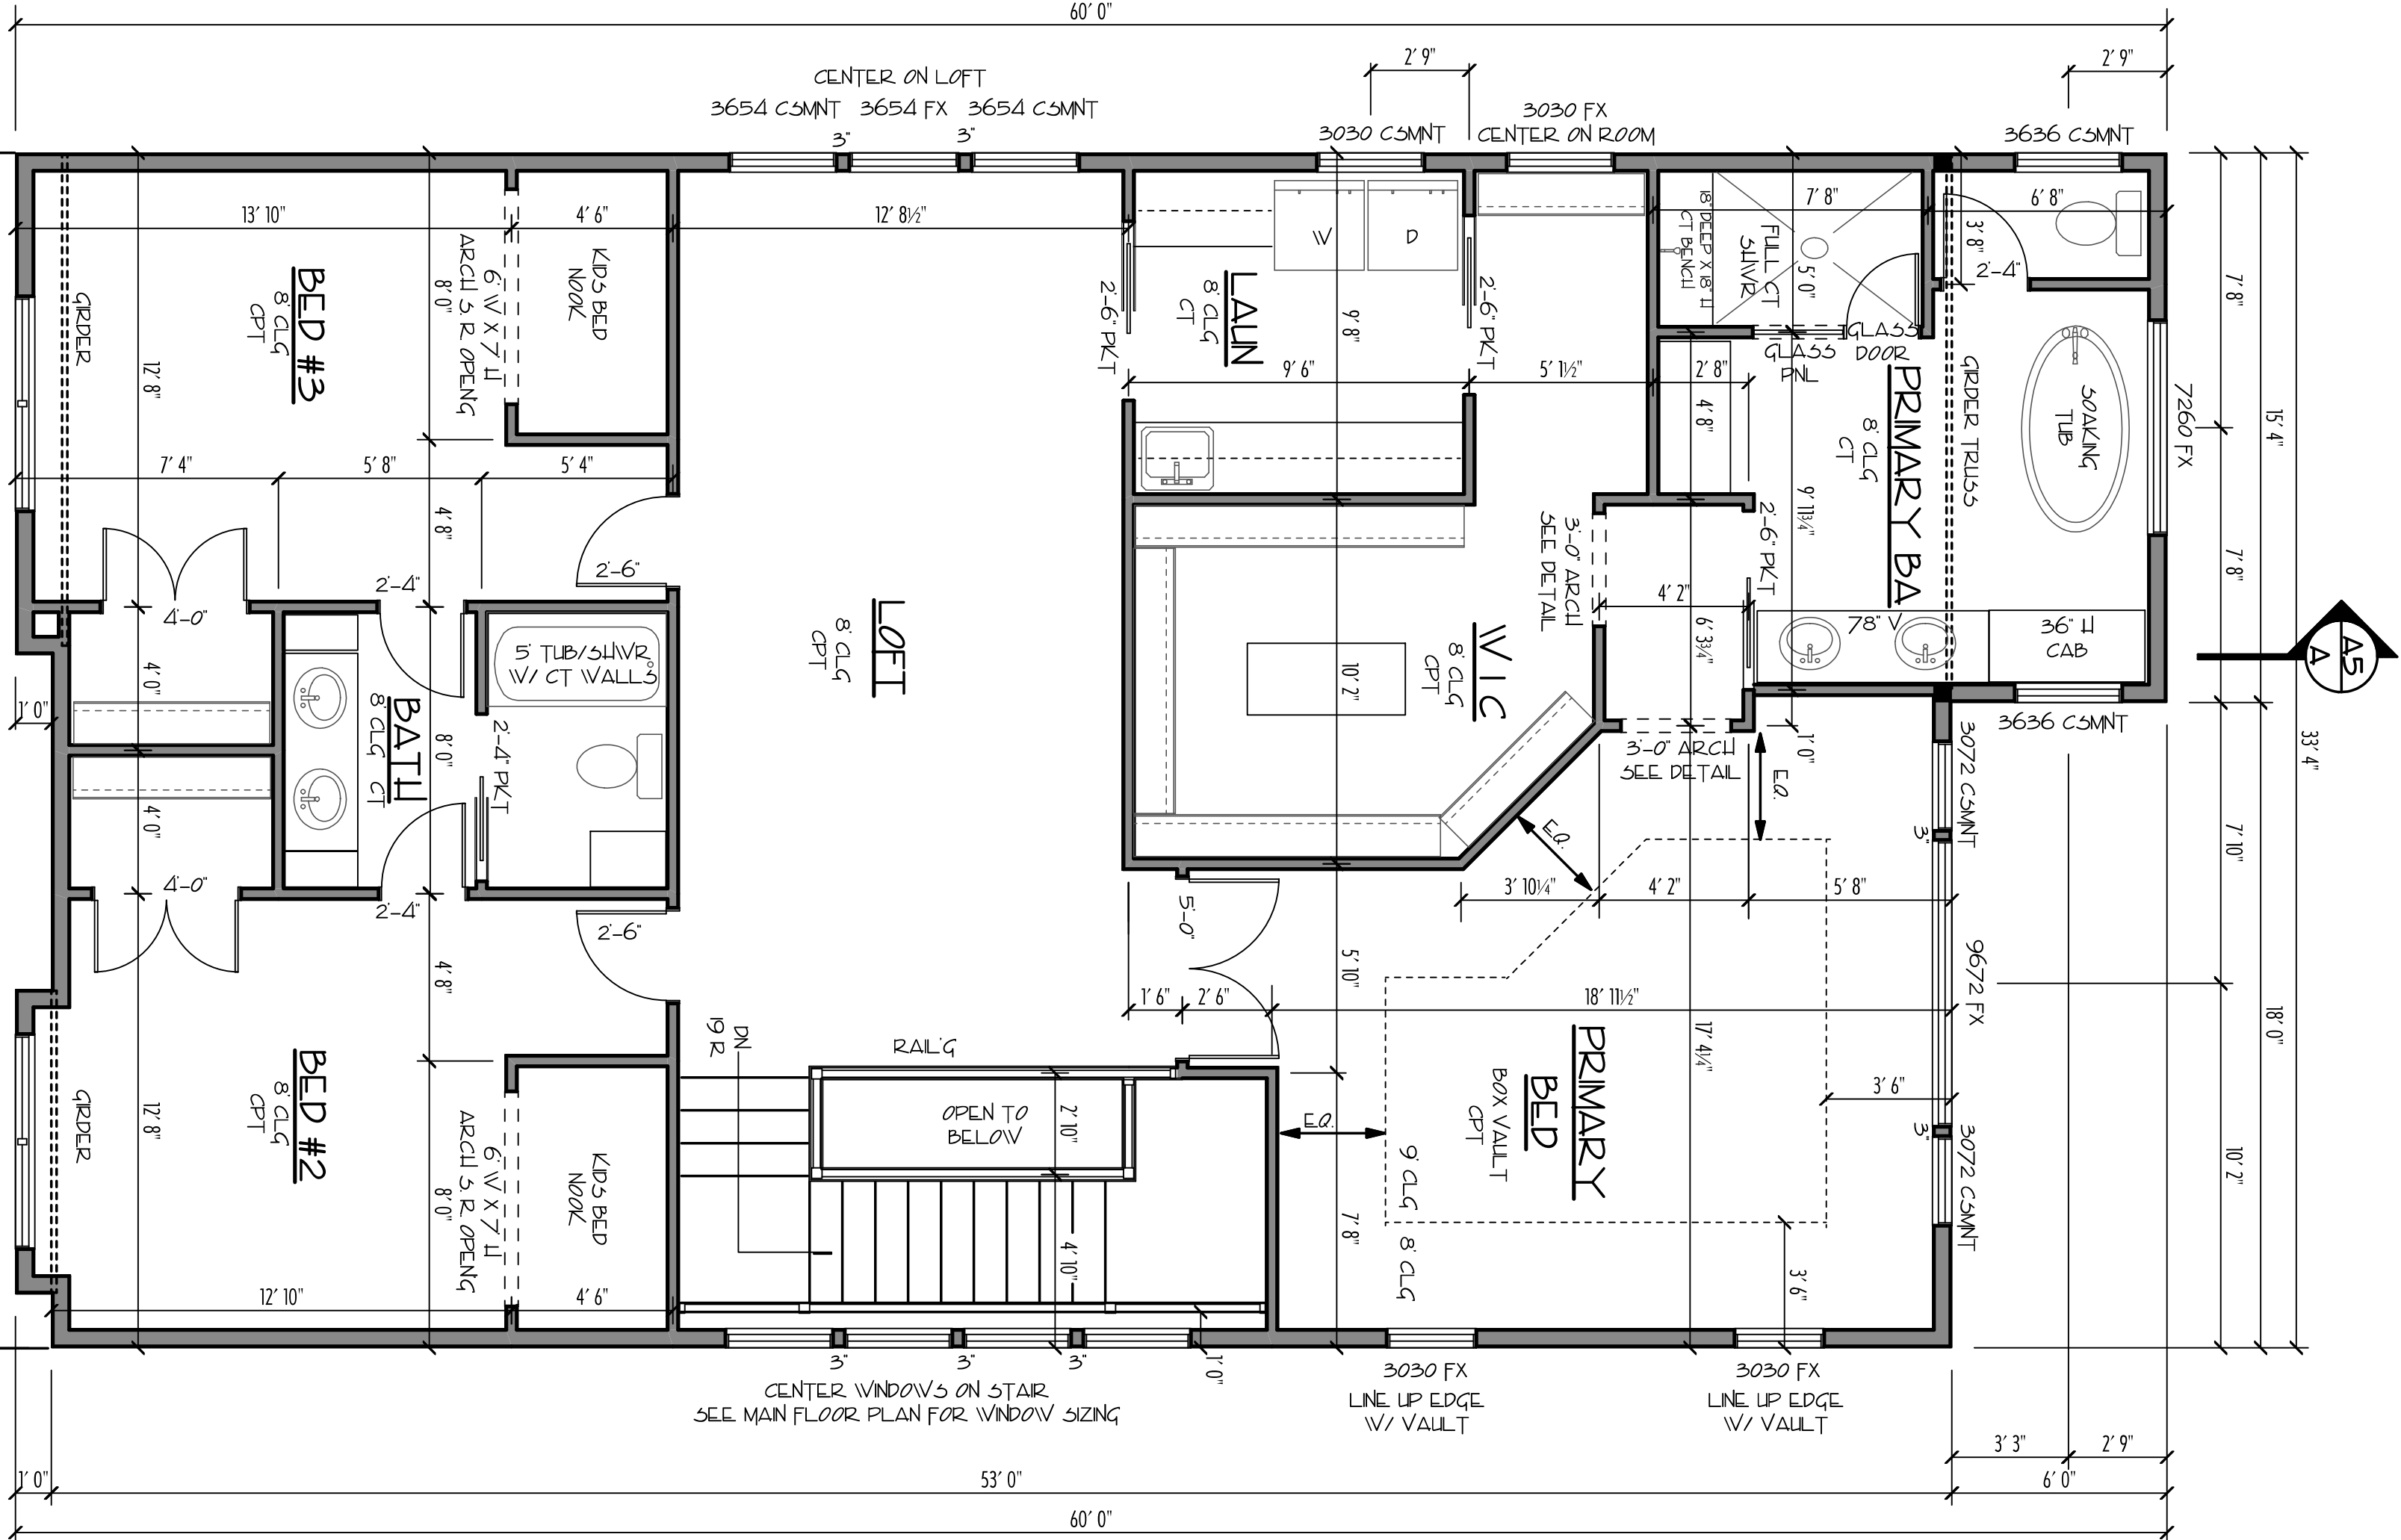 60' 0"
2' 9"
2' 9"
CENTER ON LOFT
3654 CSMNT 3654 FX 3654 CSMNT
3" 3"
3030 CSMNT
3030 FX
CENTER ON ROOM
3636 CSMNT
13' 10"
4' 6"
12' 8½"
7' 8"
6' 8"
3' 8"
2'-4"
W
D
KIDS BED
NOOK
6' W X 7' H
ARCH S. R. OPENG
8' 0"
BED #3
8' CLG
CPT
GIRDER
12' 8"
2'-6" PKT
LAUN
8' CLG
CT
9' 8"
2'-6" PKT
18" DEEP X 18" H
CT BENCH
FULL CT
SHWR
5' 0"
GLASS
DOOR
GLASS
PNL
9' 6"
5' 1½"
2' 8"
4' 8"
PRIMARY BA
8' CLG
CT
GIRDER TRUSS
SOAKING
TUB
7260 FX
7' 8"
15' 4"
7' 8"
33' 4"
7' 4"
5' 8"
5' 4"
4' 8"
2'-6"
2'-4"
4'-0"
9' 11¾"
2'-6" PKT
3'-0" ARCH
SEE DETAIL
4' 2"
6' 3¾"
78" V
36" H
CAB
A5
A
3636 CSMNT
LOFT
8' CLG
CPT
W I C
8' CLG
CPT
10' 2"
5' TUB/SHWR
W/ CT WALLS
4' 0"
1' 0"
BATH
8' CLG CT
8' 0"
2'-4" PKT
4' 0"
3'-0" ARCH
SEE DETAIL
1' 0"
EQ.
EQ.
3072 CSMNT
3"
7' 10"
18' 0"
4'-0"
2'-4"
2'-6"
4' 8"
5'-0"
3' 10¼"
4' 2"
5' 8"
5' 10"
9672 FX
1' 6"
2' 6"
18' 11½"
17' 4¼"
DN
19 R
RAIL'G
OPEN TO
BELOW
2' 10"
4' 10"
EQ.
PRIMARY
BED
BOX VAULT
CPT
3' 6"
3"
3072 CSMNT
10' 2"
9' CLG
8' CLG
7' 8"
3' 6"
BED #2
8' CLG
CPT
GIRDER
12' 8"
6' W X 7' H
ARCH S. R. OPENG
8' 0"
KIDS BED
NOOK
12' 10"
4' 6"
3" 3" 3"
1' 0"
CENTER WINDOWS ON STAIR
SEE MAIN FLOOR PLAN FOR WINDOW SIZING
3030 FX
LINE UP EDGE
W/ VAULT
3030 FX
LINE UP EDGE
W/ VAULT
3' 3"
2' 9"
1' 0"
53' 0"
6' 0"
60' 0"